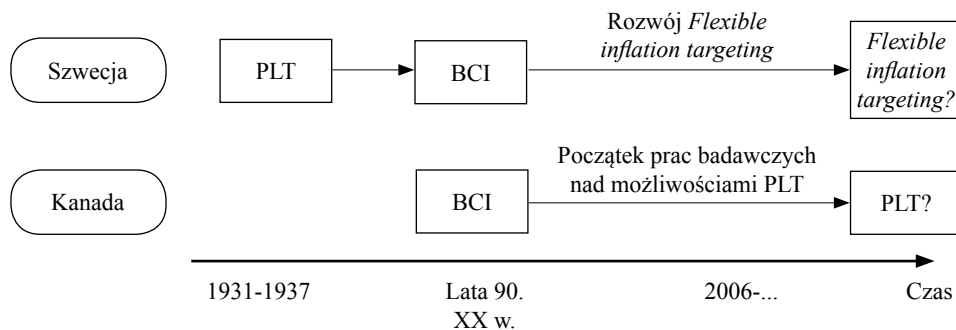 Rozwój Flexible
inflation targeting
Szwecja
PLT
BCI
Flexible
inflation
targeting?
Początek prac badawczych
nad możliwościami PLT
Kanada
BCI
PLT?
1931-1937
Lata 90.
XX w.
2006-...
Czas